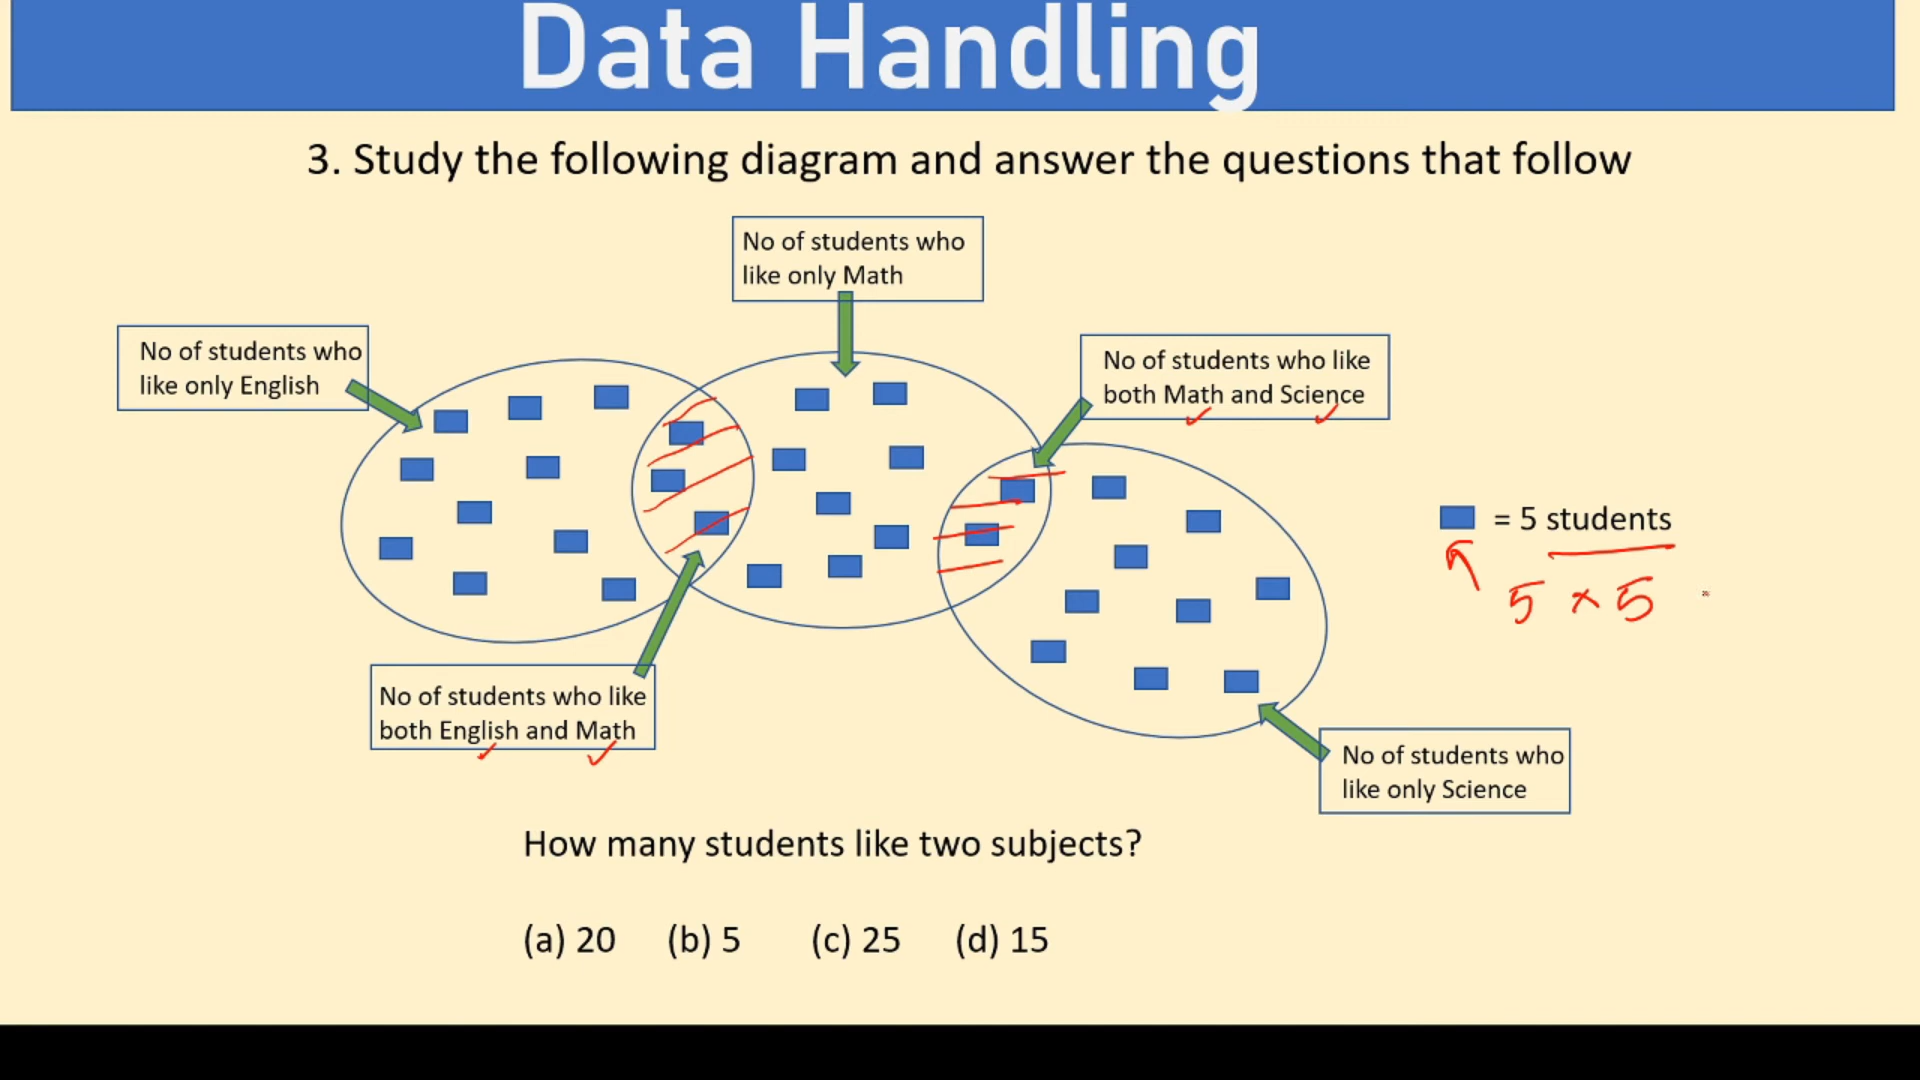 Data Handling
3. Study the following diagram and answer the questions that follow
No of students who
like only Math
No of students who
like only English
No of students who like
both Math and Science
= 5 students
5 × 5
No of students who like
both English and Math
No of students who
like only Science
How many students like two subjects?
(a) 20 (b) 5 (c) 25 (d) 15